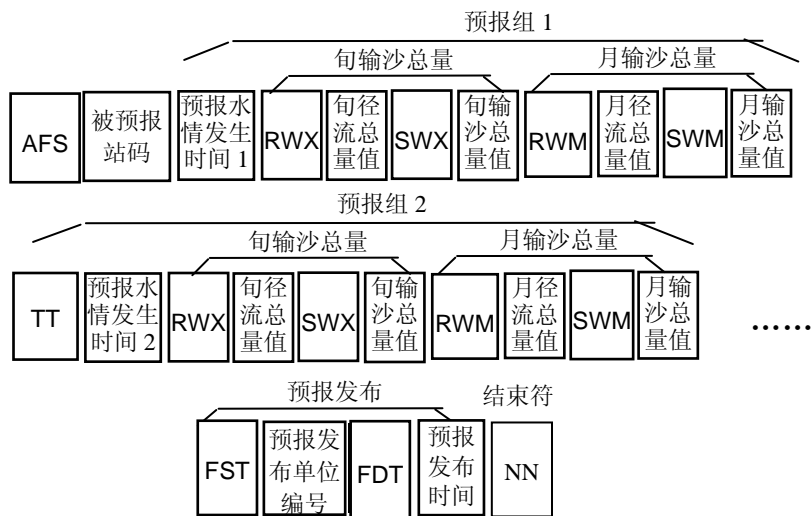 预报组 1
旬输沙总量 月输沙总量
AFS 被预报站码 预报水情发生时间 1 RWX 旬径流总量值 SWX 旬输沙总量值 RWM 月径流总量值 SWM 月输沙总量值
预报组 2
旬输沙总量 月输沙总量
TT 预报水情发生时间 2 RWX 旬径流总量值 SWX 旬输沙总量值 RWM 月径流总量值 SWM 月输沙总量值 ……
预报发布 结束符
FST 预报发布单位编号 FDT 预报发布时间 NN